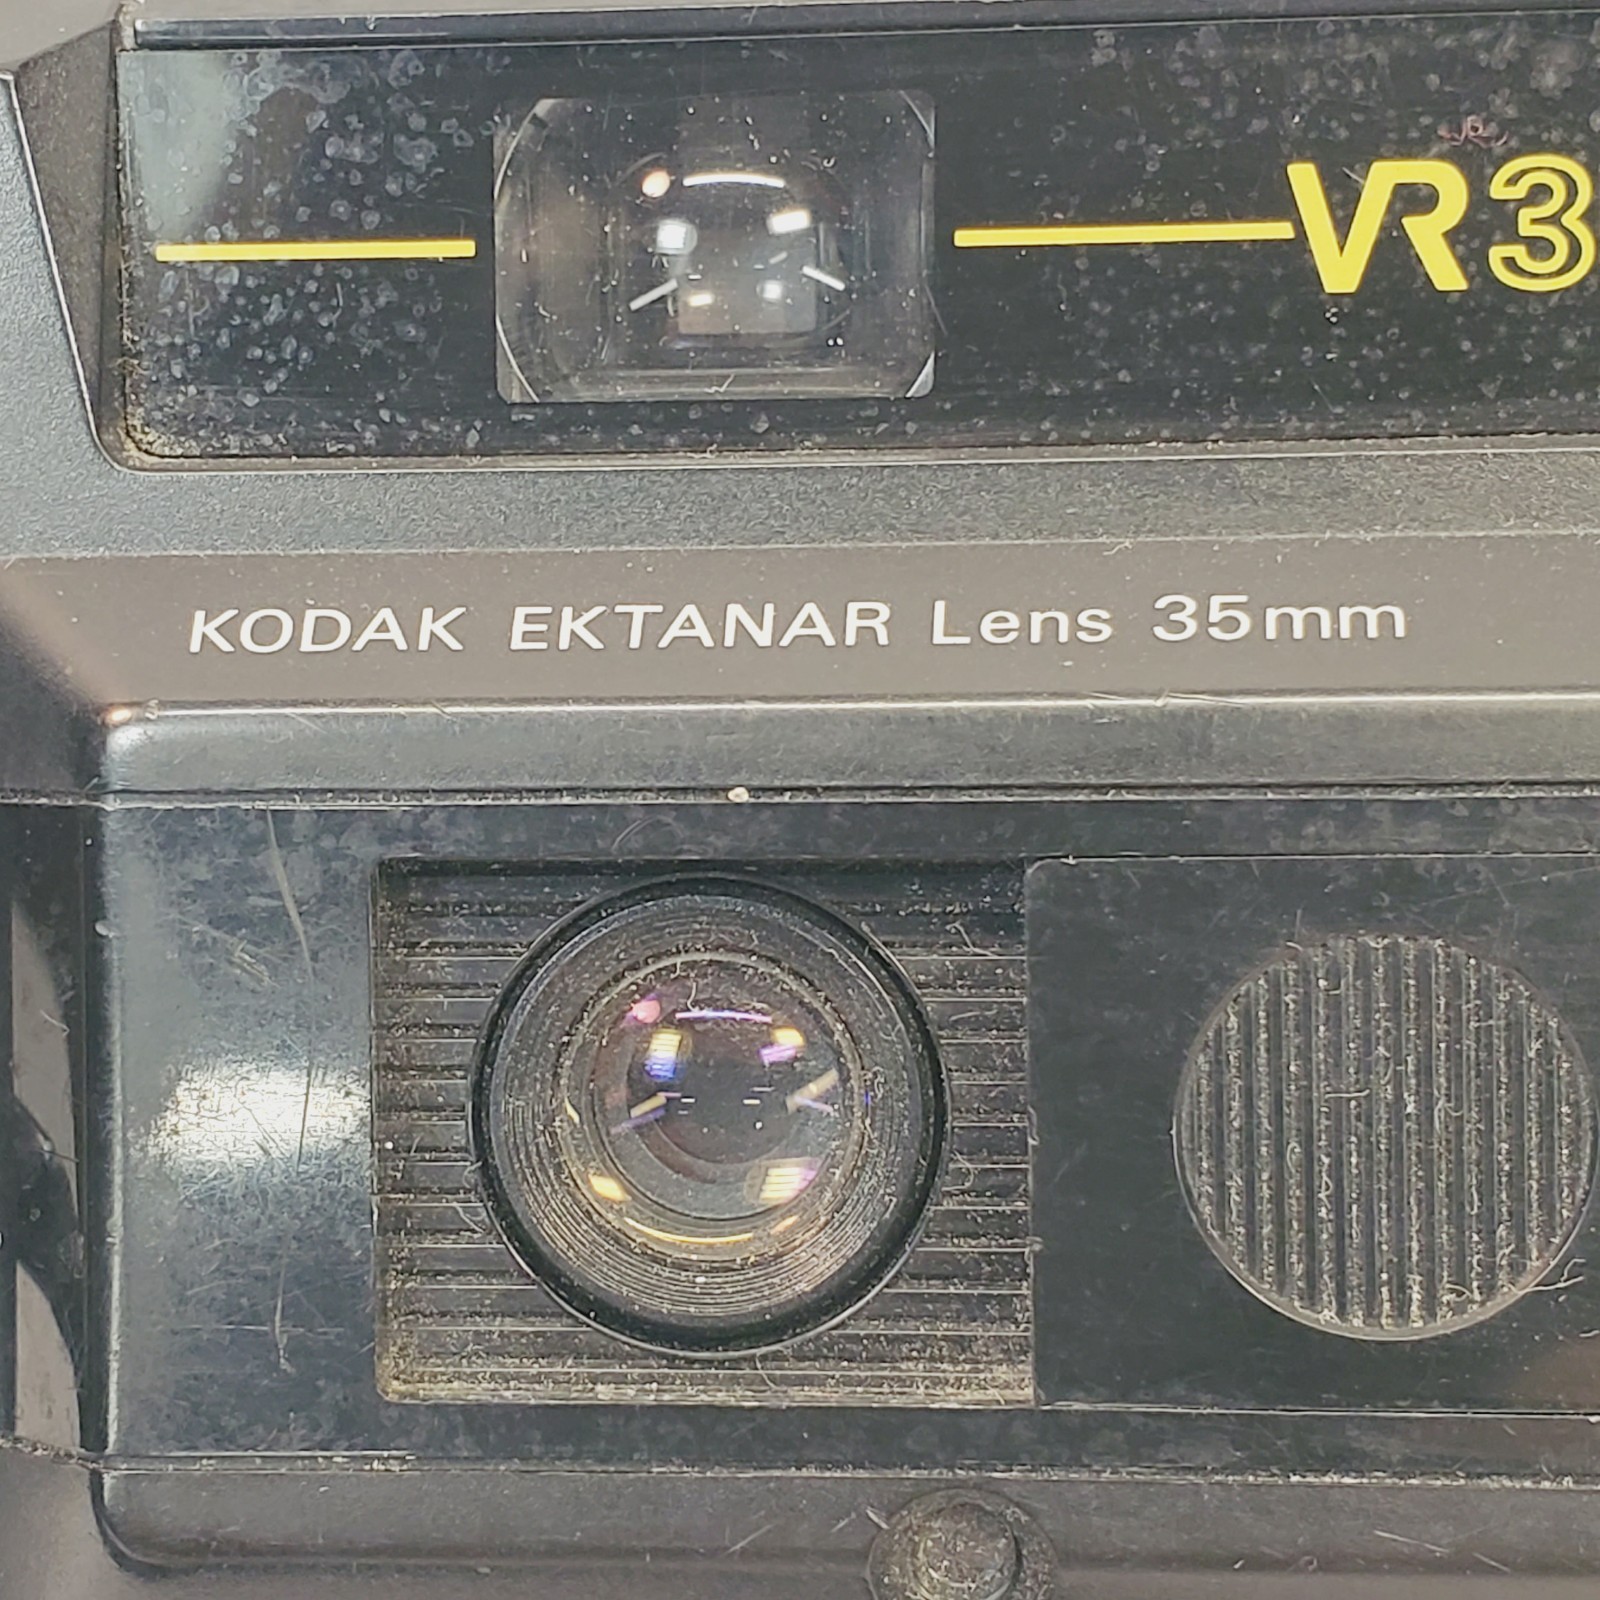 VR3
KODAK EKTANAR Lens 35mm